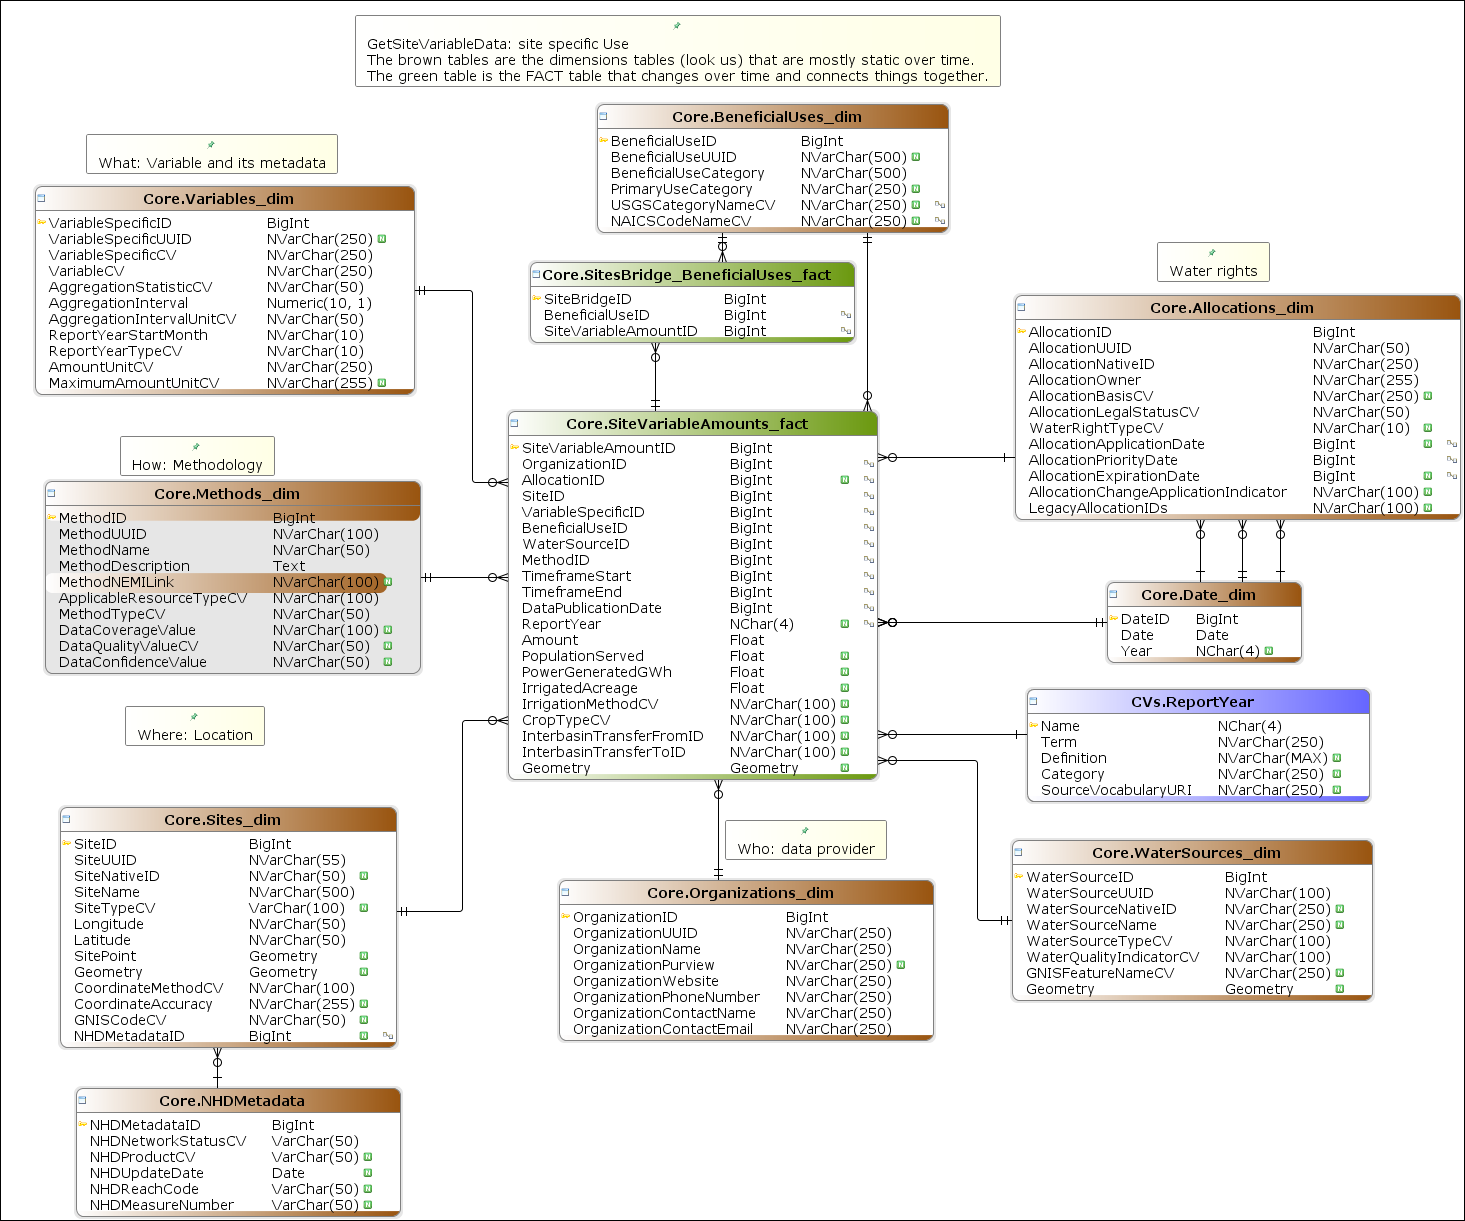 GetSiteVariableData: site specific Use
The brown tables are the dimensions tables (look us) that are mostly static over time.
The green table is the FACT table that changes over time and connects things together.
Core.BeneficialUses_dim
BeneficialUseID BigInt
BeneficialUseUUID NVarChar(500) N
BeneficialUseCategory NVarChar(500)
PrimaryUseCategory NVarChar(250) N
USGSCategoryNameCV NVarChar(250) N
NAICSCodeNameCV NVarChar(250) N
What: Variable and its metadata
Core.Variables_dim
VariableSpecificID BigInt
VariableSpecificUUID NVarChar(250) N
VariableSpecificCV NVarChar(250)
VariableCV NVarChar(250)
AggregationStatisticCV NVarChar(50)
AggregationInterval Numeric(10, 1)
AggregationIntervalUnitCV NVarChar(50)
ReportYearStartMonth NVarChar(10)
ReportYearTypeCV NVarChar(10)
AmountUnitCV NVarChar(250)
MaximumAmountUnitCV NVarChar(255) N
Core.SitesBridge_BeneficialUses_fact
SiteBridgeID BigInt
BeneficialUseID BigInt
SiteVariableAmountID BigInt
Water rights
Core.Allocations_dim
AllocationID BigInt
AllocationUUID NVarChar(50)
AllocationNativeID NVarChar(250)
AllocationOwner NVarChar(255)
AllocationBasisCV NVarChar(250) N
AllocationLegalStatusCV NVarChar(50)
WaterRightTypeCV NVarChar(10) N
AllocationApplicationDate BigInt N
AllocationPriorityDate BigInt
AllocationExpirationDate BigInt N
AllocationChangeApplicationIndicator NVarChar(100) N
LegacyAllocationIDs NVarChar(100) N
How: Methodology
Core.Methods_dim
MethodID BigInt
MethodUUID NVarChar(100)
MethodName NVarChar(50)
MethodDescription Text
MethodNEMILink NVarChar(100) N
ApplicableResourceTypeCV NVarChar(100)
MethodTypeCV NVarChar(50)
DataCoverageValue NVarChar(100) N
DataQualityValueCV NVarChar(50) N
DataConfidenceValue NVarChar(50) N
Core.SiteVariableAmounts_fact
SiteVariableAmountID BigInt
OrganizationID BigInt
AllocationID BigInt N
SiteID BigInt
VariableSpecificID BigInt
BeneficialUseID BigInt
WaterSourceID BigInt
MethodID BigInt
TimeframeStart BigInt
TimeframeEnd BigInt
DataPublicationDate BigInt
ReportYear NChar(4) N
Amount Float
PopulationServed Float N
PowerGeneratedGWh Float N
IrrigatedAcreage Float N
IrrigationMethodCV NVarChar(100) N
CropTypeCV NVarChar(100) N
InterbasinTransferFromID NVarChar(100) N
InterbasinTransferToID NVarChar(100) N
Geometry Geometry N
Core.Date_dim
DateID BigInt
Date Date
Year NChar(4) N
CVs.ReportYear
Name NChar(4)
Term NVarChar(250)
Definition NVarChar(MAX) N
Category NVarChar(250) N
SourceVocabularyURI NVarChar(250) N
Where: Location
Core.Sites_dim
SiteID BigInt
SiteUUID NVarChar(55)
SiteNativeID NVarChar(50) N
SiteName NVarChar(500)
SiteTypeCV VarChar(100) N
Longitude NVarChar(50)
Latitude NVarChar(50)
SitePoint Geometry N
Geometry Geometry N
CoordinateMethodCV NVarChar(100)
CoordinateAccuracy NVarChar(255) N
GNISCodeCV NVarChar(50) N
NHDMetadataID BigInt N
Who: data provider
Core.Organizations_dim
OrganizationID BigInt
OrganizationUUID NVarChar(250)
OrganizationName NVarChar(250)
OrganizationPurview NVarChar(250) N
OrganizationWebsite NVarChar(250)
OrganizationPhoneNumber NVarChar(250)
OrganizationContactName NVarChar(250)
OrganizationContactEmail NVarChar(250)
Core.WaterSources_dim
WaterSourceID BigInt
WaterSourceUUID NVarChar(100)
WaterSourceNativeID NVarChar(250) N
WaterSourceName NVarChar(250) N
WaterSourceTypeCV NVarChar(100)
WaterQualityIndicatorCV NVarChar(100)
GNISFeatureNameCV NVarChar(250) N
Geometry Geometry N
Core.NHDMetadata
NHDMetadataID BigInt
NHDNetworkStatusCV VarChar(50)
NHDProductCV VarChar(50) N
NHDUpdateDate Date N
NHDReachCode VarChar(50) N
NHDMeasureNumber VarChar(50) N